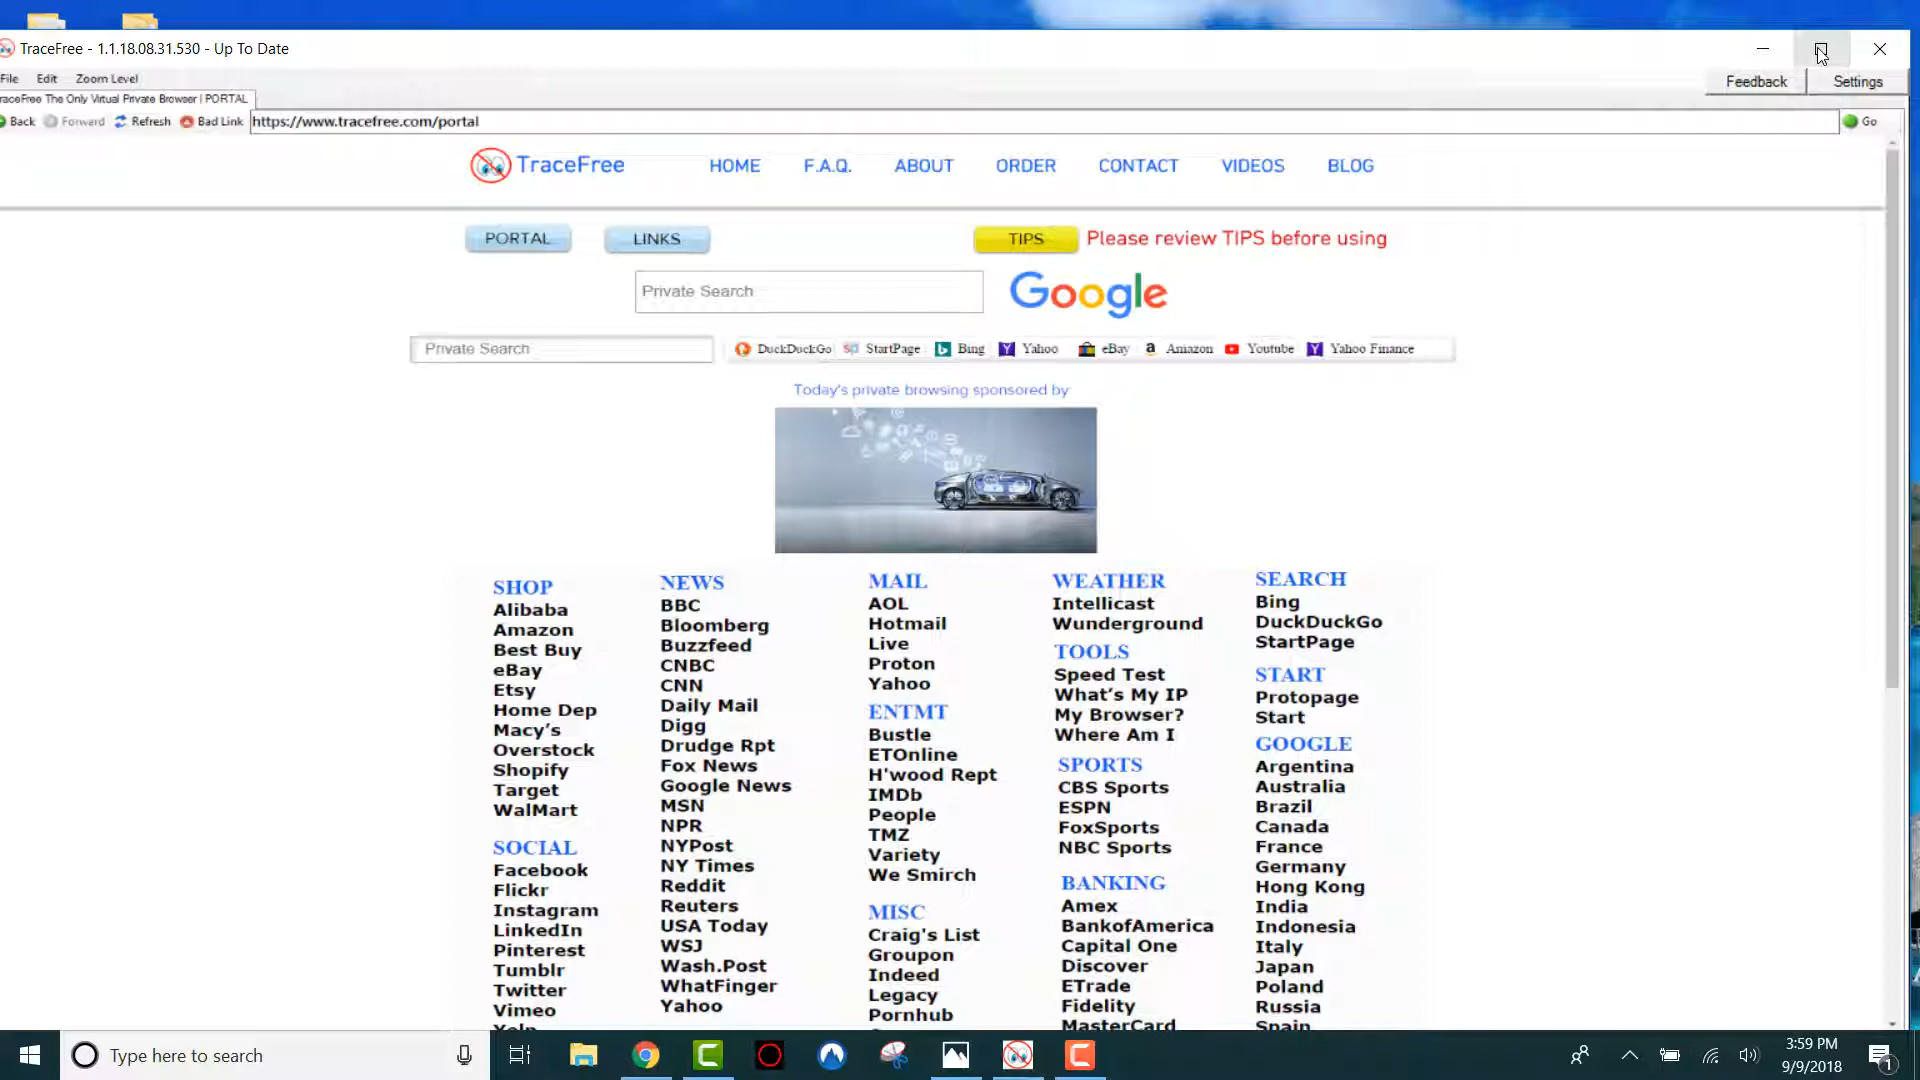 TraceFree - 1.1.18.08.31.530 - Up To Date
File Edit Zoom Level
Feedback Settings
raceFree The Only Virtual Private Browser | PORTAL
Back Forward Refresh Bad Link https://www.tracefree.com/portal Go
TraceFree HOME F.A.Q. ABOUT ORDER CONTACT VIDEOS BLOG
PORTAL LINKS TIPS Please review TIPS before using
Private Search Google
Private Search DuckDuckGo StartPage Bing Yahoo eBay Amazon Youtube Yahoo Finance
Today's private browsing sponsored by
SHOP
Alibaba
Amazon
Best Buy
eBay
Etsy
Home Dep
Macy's
Overstock
Shopify
Target
WalMart
SOCIAL
Facebook
Flickr
Instagram
LinkedIn
Pinterest
Tumblr
Twitter
Vimeo
Yelp
NEWS
BBC
Bloomberg
Buzzfeed
CNBC
CNN
Daily Mail
Digg
Drudge Rpt
Fox News
Google News
MSN
NPR
NYPost
NY Times
Reddit
Reuters
USA Today
WSJ
Wash.Post
WhatFinger
Yahoo
MAIL
AOL
Hotmail
Live
Proton
Yahoo
ENTMT
Bustle
ETOnline
H'wood Rept
IMDb
People
TMZ
Variety
We Smirch
MISC
Craig's List
Groupon
Indeed
Legacy
Pornhub
WEATHER
Intellicast
Wunderground
TOOLS
Speed Test
What's My IP
My Browser?
Where Am I
SPORTS
CBS Sports
ESPN
FoxSports
NBC Sports
BANKING
Amex
BankofAmerica
Capital One
Discover
ETrade
Fidelity
MasterCard
SEARCH
Bing
DuckDuckGo
StartPage
START
Protopage
Start
GOOGLE
Argentina
Australia
Brazil
Canada
France
Germany
Hong Kong
India
Indonesia
Italy
Japan
Poland
Russia
Spain
Type here to search
3:59 PM
9/9/2018
1